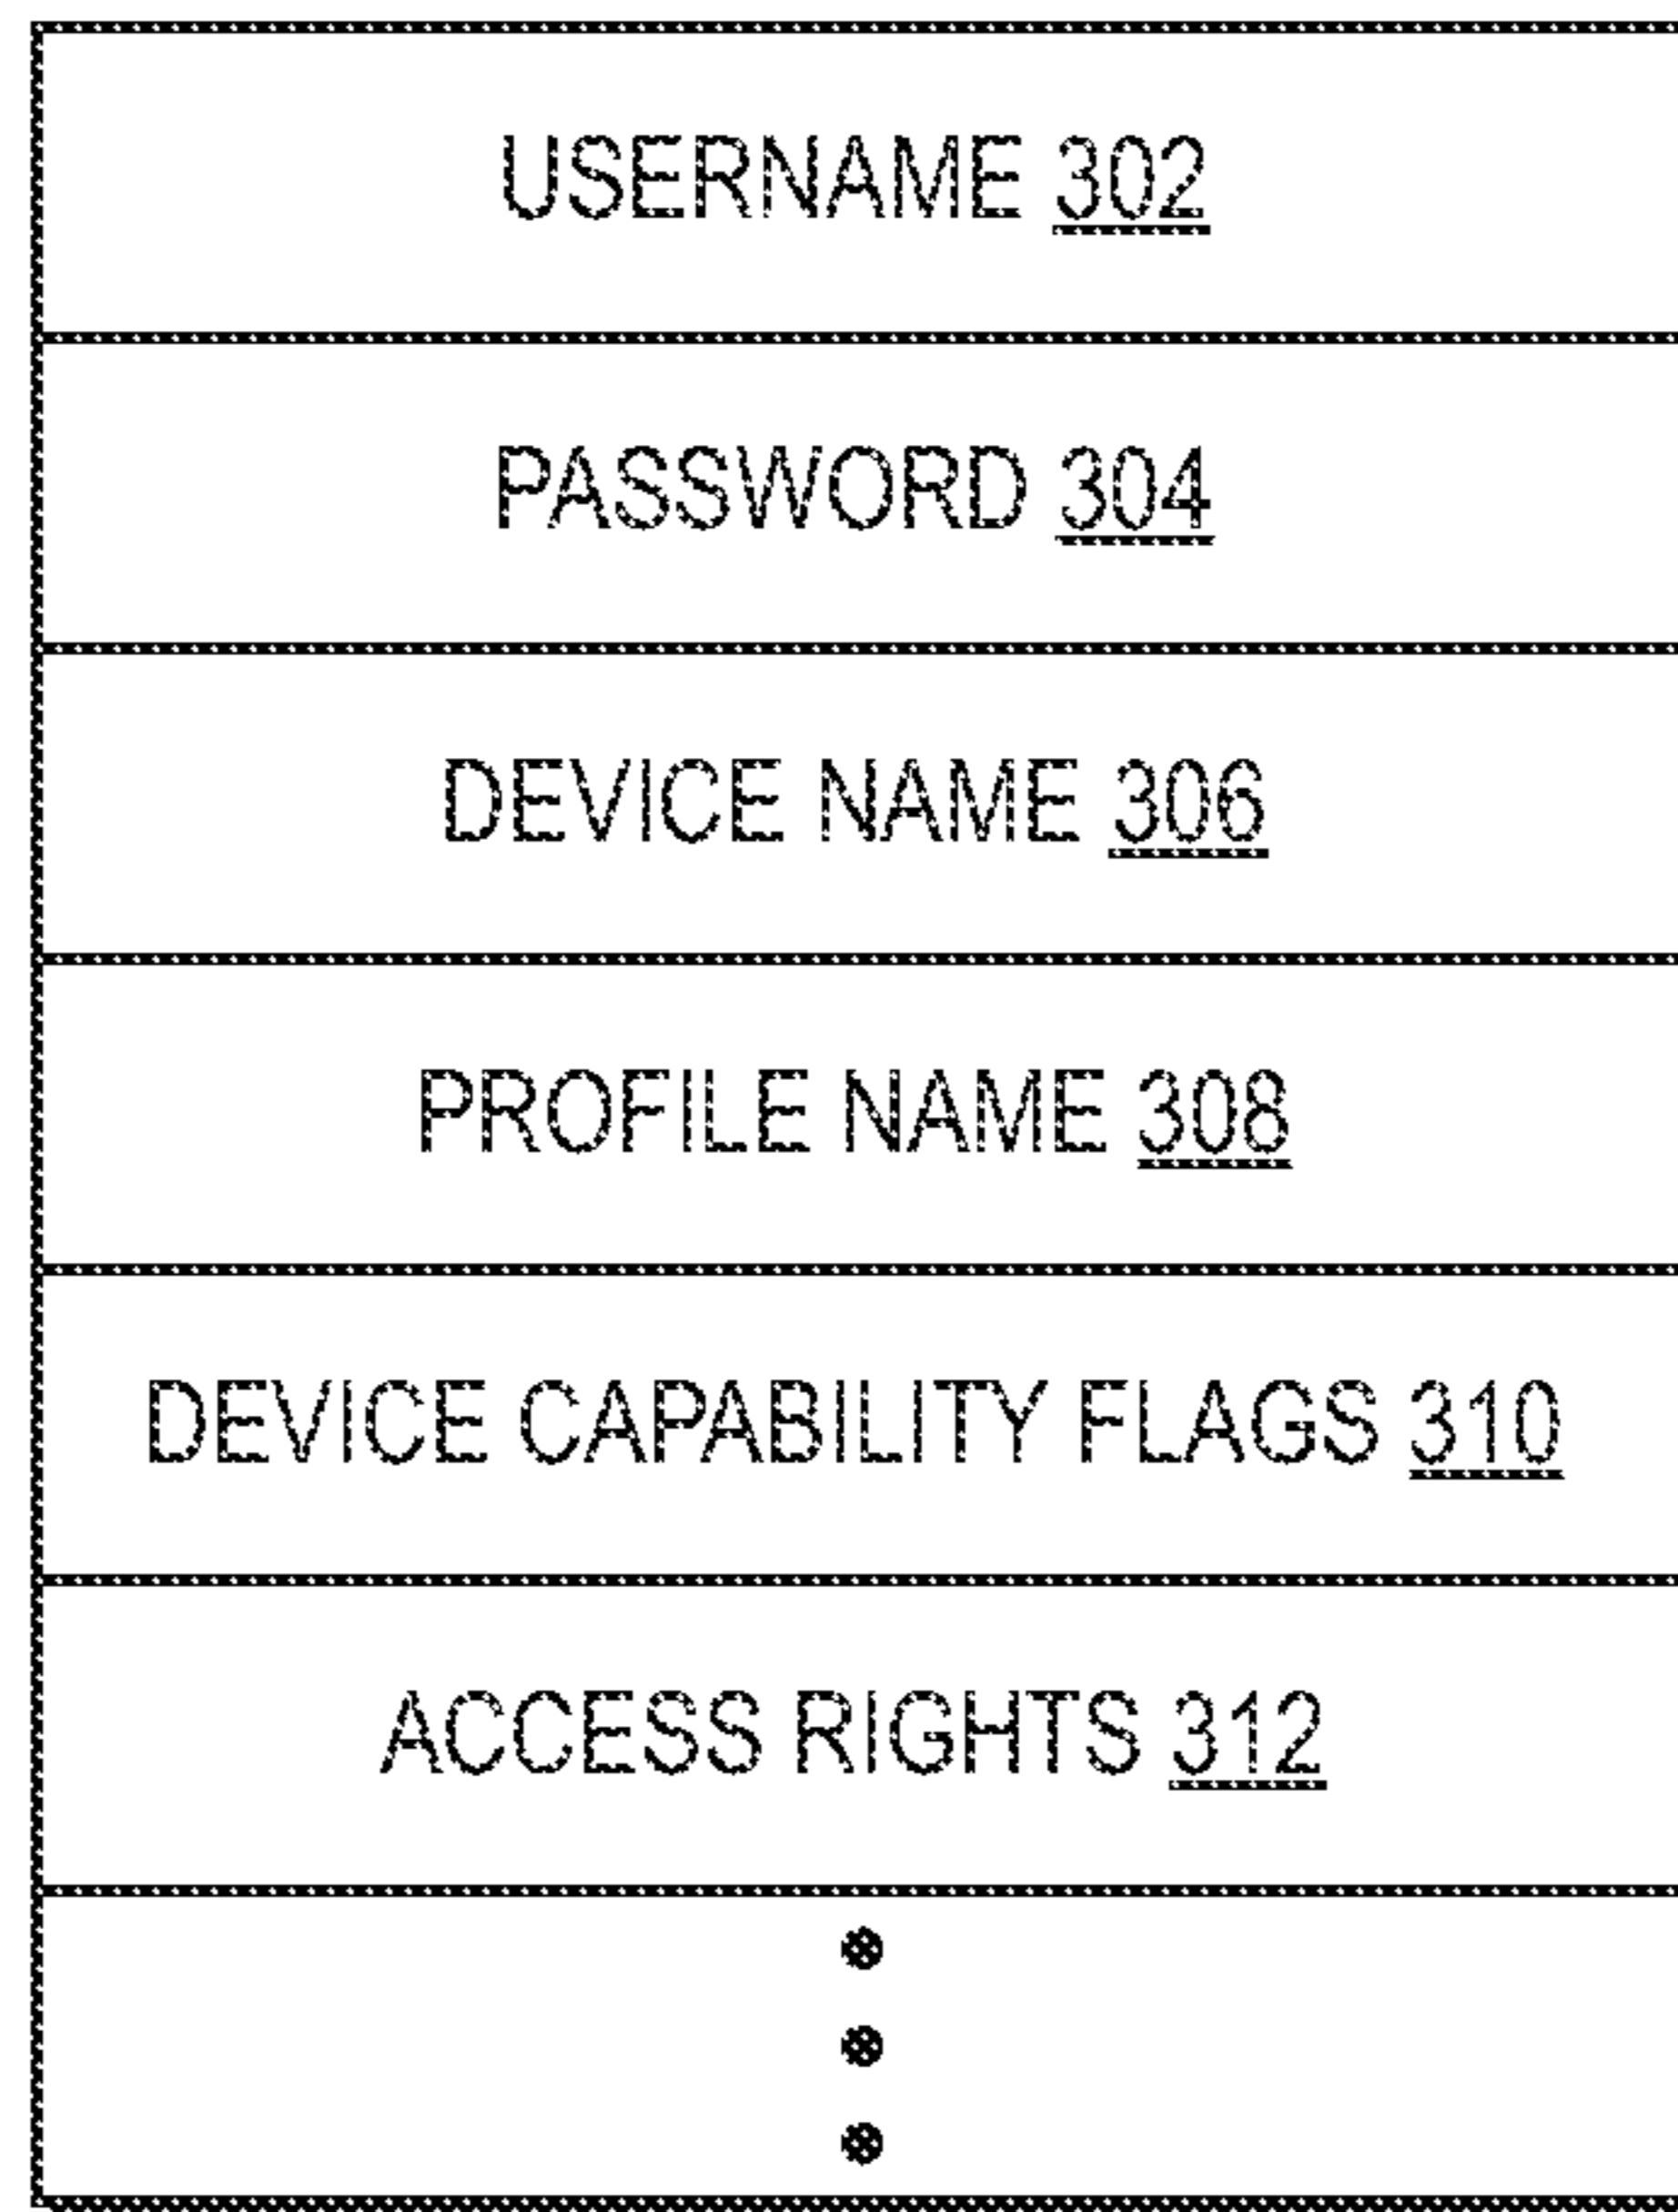 USERNAME 302
PASSWORD 304
DEVICE NAME 306
PROFILE NAME 308
DEVICE CAPABILITY FLAGS 310
ACCESS RIGHTS 312